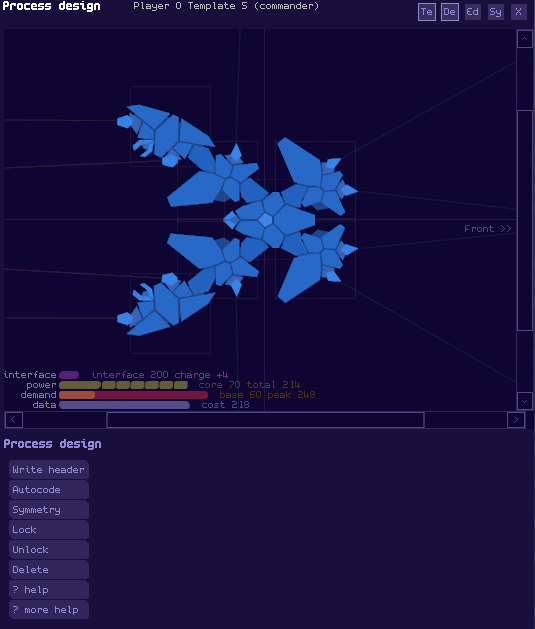 Process design Player 0 Template 5 (commander) Te De Ed Sy X
Front >>
interface interface 200 charge +4
power core 70 total 214
demand base 60 peak 248
data cost 218
Process design
Write header
Autocode
Symmetry
Lock
Unlock
Delete
? help
? more help